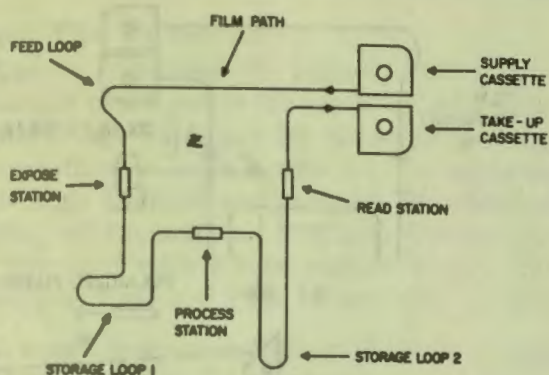 FILM PATH
FEED LOOP
SUPPLY
CASSETTE
TAKE-UP
CASSETTE
EXPOSE
STATION
READ STATION
PROCESS
STATION
STORAGE LOOP 1
STORAGE LOOP 2